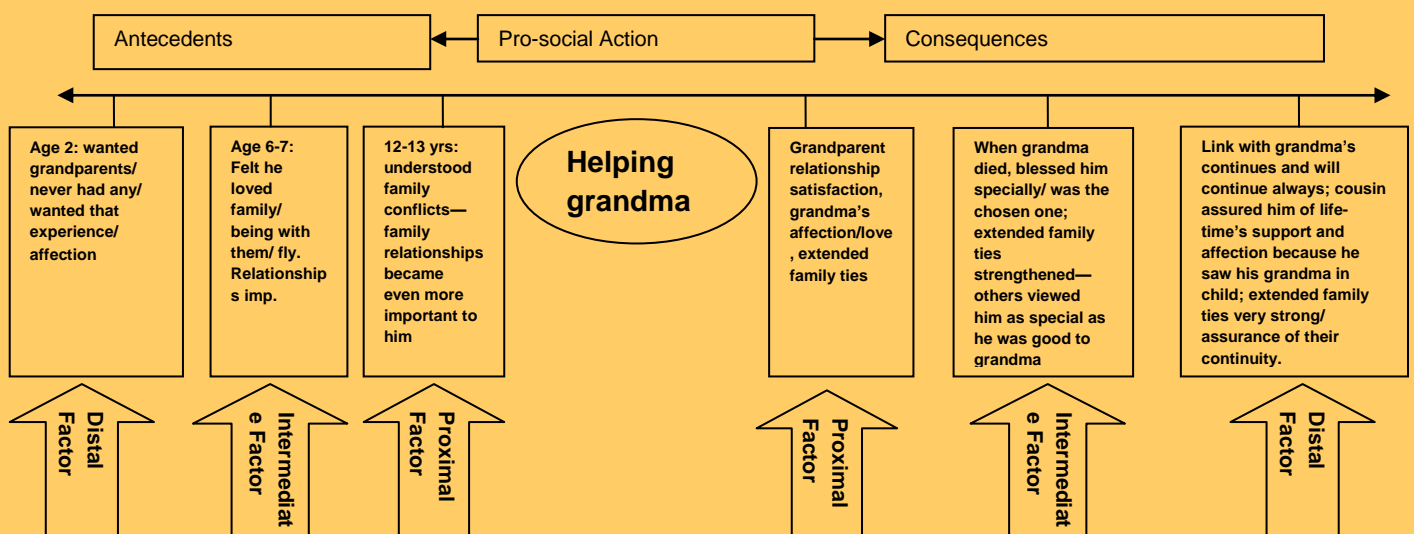 Antecedents
Pro-social Action
Consequences
Age 2: wanted
grandparents/
never had any/
wanted that
experience/
affection
Age 6-7:
Felt he
loved
family/
being with
them/ fly.
Relationship
s imp.
12-13 yrs:
understood
family
conflicts—
family
relationships
became
even more
important to
him
Helping
grandma
Grandparent
relationship
satisfaction,
grandma's
affection/love
, extended
family ties
When grandma
died, blessed him
specially/ was the
chosen one;
extended family
ties
strengthened—
others viewed
him as special as
he was good to
grandma
Link with grandma's
continues and will
continue always; cousin
assured him of life-
time's support and
affection because he
saw his grandma in
child; extended family
ties very strong/
assurance of their
continuity.
Distal
Factor
Intermediat
e Factor
Proximal
Factor
Proximal
Factor
Intermediat
e Factor
Distal
Factor